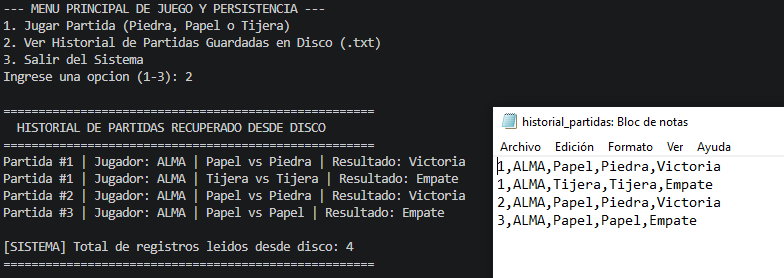 --- MENU PRINCIPAL DE JUEGO Y PERSISTENCIA ---
1. Jugar Partida (Piedra, Papel o Tijera)
2. Ver Historial de Partidas Guardadas en Disco (.txt)
3. Salir del Sistema
Ingrese una opcion (1-3): 2
=====================================================
HISTORIAL DE PARTIDAS RECUPERADO DESDE DISCO
=====================================================
Partida #1 | Jugador: ALMA | Papel vs Piedra | Resultado: Victoria
Partida #1 | Jugador: ALMA | Tijera vs Tijera | Resultado: Empate
Partida #2 | Jugador: ALMA | Papel vs Piedra | Resultado: Victoria
Partida #3 | Jugador: ALMA | Papel vs Papel | Resultado: Empate
[SISTEMA] Total de registros leidos desde disco: 4
=====================================================
historial_partidas: Bloc de notas
Archivo Edición Formato Ver Ayuda
1,ALMA,Papel,Piedra,Victoria
1,ALMA,Tijera,Tijera,Empate
2,ALMA,Papel,Piedra,Victoria
3,ALMA,Papel,Papel,Empate